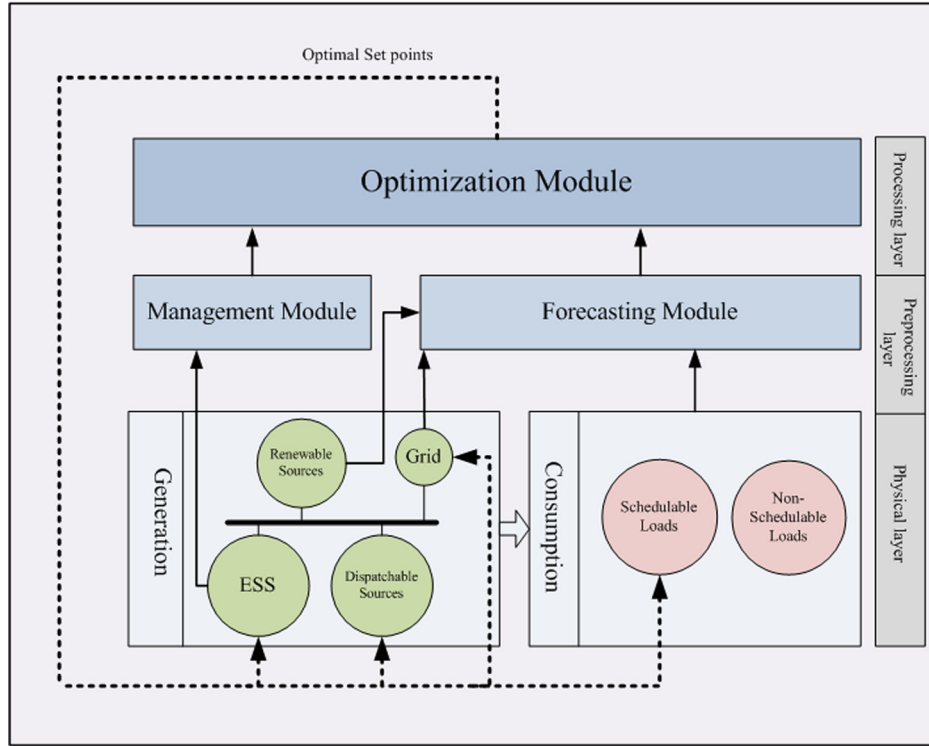 Optimal Set points
Optimization Module
Processing layer
Management Module
Forecasting Module
Preprocessing
layer
Generation
Renewable
Sources
Grid
ESS
Dispatchable
Sources
Consumption
Schedulable
Loads
Non-
Schedulable
Loads
Physical layer